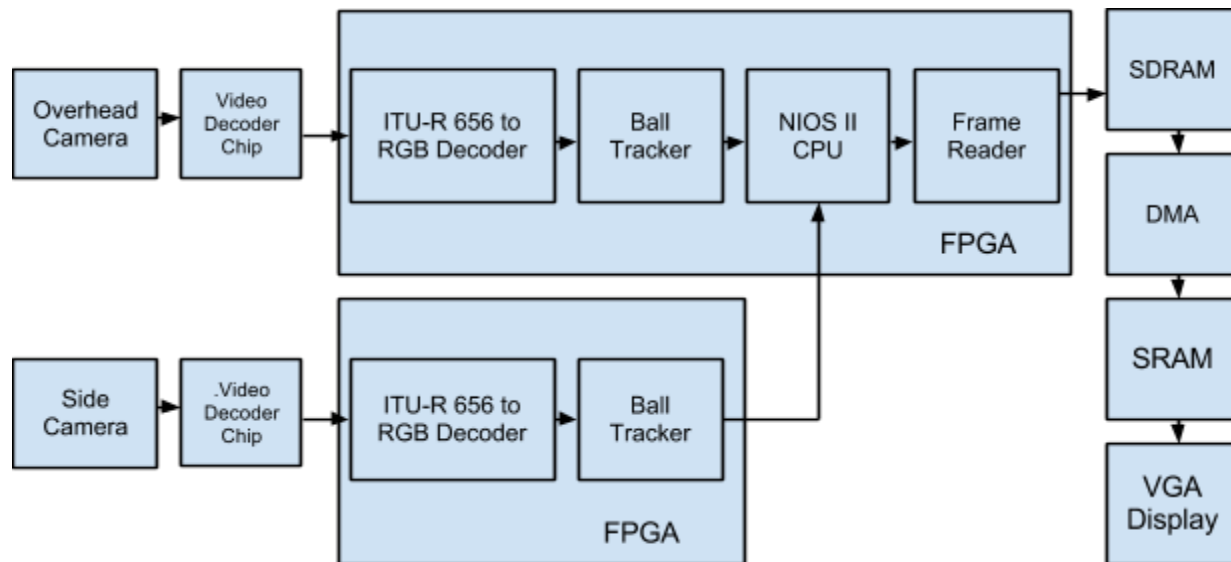 Overhead
Camera
Video
Decoder
Chip
ITU-R 656 to
RGB Decoder
Ball
Tracker
NIOS II
CPU
Frame
Reader
FPGA
SDRAM
DMA
SRAM
VGA
Display
Side
Camera
.Video
Decoder
Chip
ITU-R 656 to
RGB Decoder
Ball
Tracker
FPGA